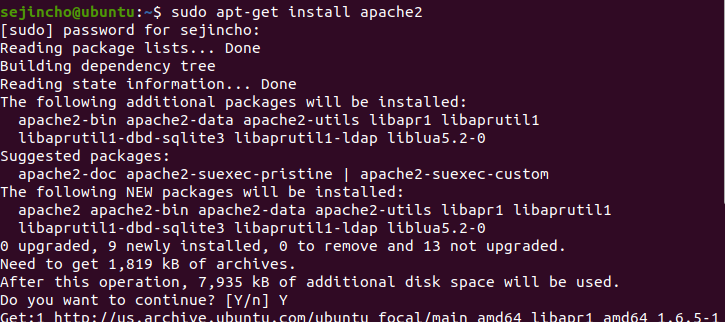 sejincho@ubuntu:~$ sudo apt-get install apache2
[sudo] password for sejincho:
Reading package lists... Done
Building dependency tree
Reading state information... Done
The following additional packages will be installed:
  apache2-bin apache2-data apache2-utils libapr1 libaprutil1
  libaprutil1-dbd-sqlite3 libaprutil1-ldap liblua5.2-0
Suggested packages:
  apache2-doc apache2-suexec-pristine | apache2-suexec-custom
The following NEW packages will be installed:
  apache2 apache2-bin apache2-data apache2-utils libapr1 libaprutil1
  libaprutil1-dbd-sqlite3 libaprutil1-ldap liblua5.2-0
0 upgraded, 9 newly installed, 0 to remove and 13 not upgraded.
Need to get 1,819 kB of archives.
After this operation, 7,935 kB of additional disk space will be used.
Do you want to continue? [Y/n] Y
Get:1 http://us.archive.ubuntu.com/ubuntu focal/main amd64 libapr1 amd64 1.6.5-1